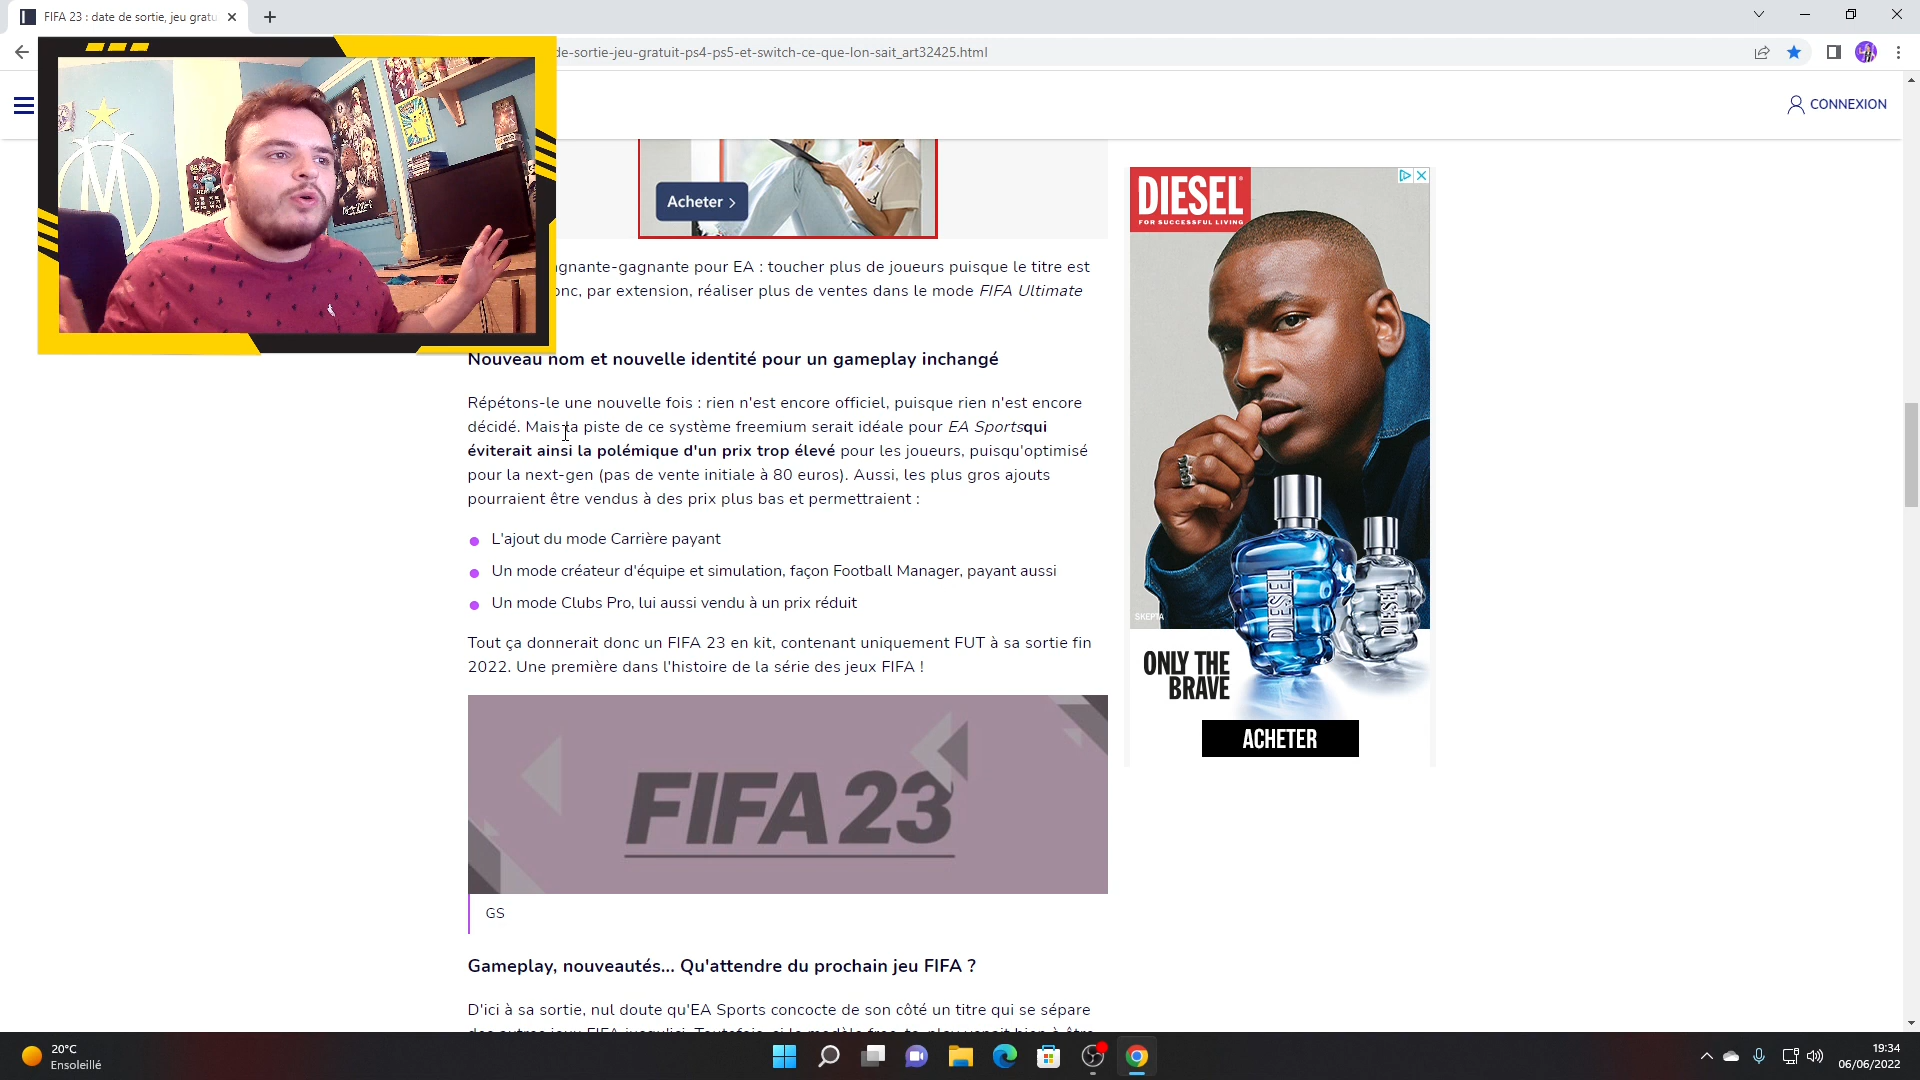 FIFA 23 : date de sortie, jeu gratu
de-sortie-jeu-gratuit-ps4-ps5-et-switch-ce-que-lon-sait_art32425.html
CONNEXION
Acheter >
gnante-gagnante pour EA : toucher plus de joueurs puisque le titre est
onc, par extension, réaliser plus de ventes dans le mode FIFA Ultimate
Nouveau nom et nouvelle identité pour un gameplay inchangé
Répétons-le une nouvelle fois : rien n'est encore officiel, puisque rien n'est encore
décidé. Mais la piste de ce système freemium serait idéale pour EA Sportsqui
éviterait ainsi la polémique d'un prix trop élevé pour les joueurs, puisqu'optimisé
pour la next-gen (pas de vente initiale à 80 euros). Aussi, les plus gros ajouts
pourraient être vendus à des prix plus bas et permettraient :
L'ajout du mode Carrière payant
Un mode créateur d'équipe et simulation, façon Football Manager, payant aussi
Un mode Clubs Pro, lui aussi vendu à un prix réduit
Tout ça donnerait donc un FIFA 23 en kit, contenant uniquement FUT à sa sortie fin
2022. Une première dans l'histoire de la série des jeux FIFA !
FIFA 23
GS
Gameplay, nouveautés... Qu'attendre du prochain jeu FIFA ?
D'ici à sa sortie, nul doute qu'EA Sports concocte de son côté un titre qui se sépare
DIESEL
FOR SUCCESSFUL LIVING
SKEPTA
DIESEL
DIESEL
ONLY THE
BRAVE
ACHETER
20°C
Ensoleillé
19:34
06/06/2022